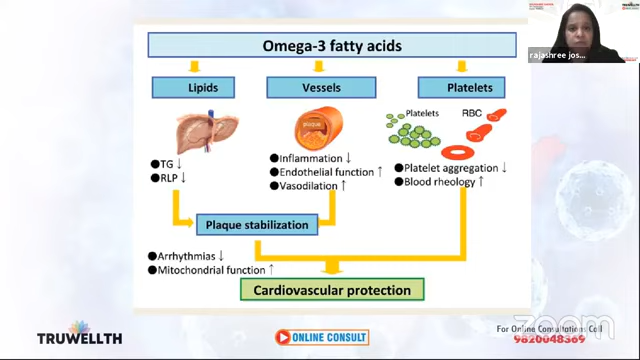 Omega-3 fatty acids
Lipids
Vessels
Platelets
plaque
Platelets
RBC
●TG ↓
●RLP ↓
●Inflammation ↓
●Endothelial function ↑
●Vasodilation ↑
●Platelet aggregation ↓
●Blood rheology ↑
Plaque stabilization
●Arrhythmias ↓
●Mitochondrial function ↑
Cardiovascular protection
rajashree jos...
TRUWELLTH
ONLINE CONSULT
For Online Consultations Call
9820048369
zoom